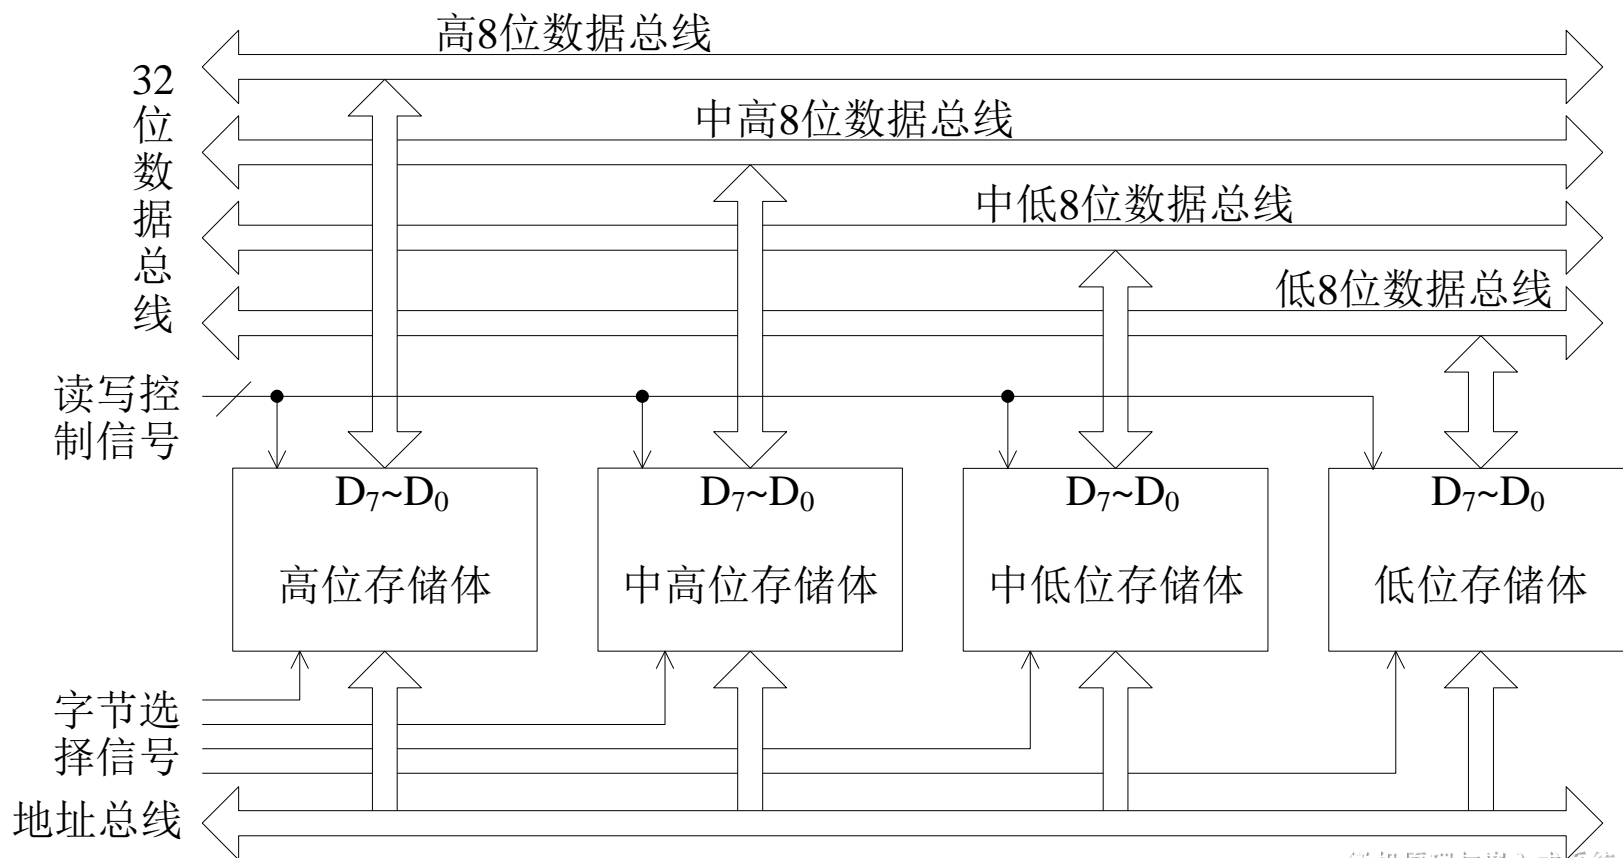 高8位数据总线
32
位
数
据
总
线
中高8位数据总线
中低8位数据总线
低8位数据总线
读写控
制信号
D7~D0 D7~D0 D7~D0 D7~D0
高位存储体 中高位存储体 中低位存储体 低位存储体
字节选
择信号
地址总线